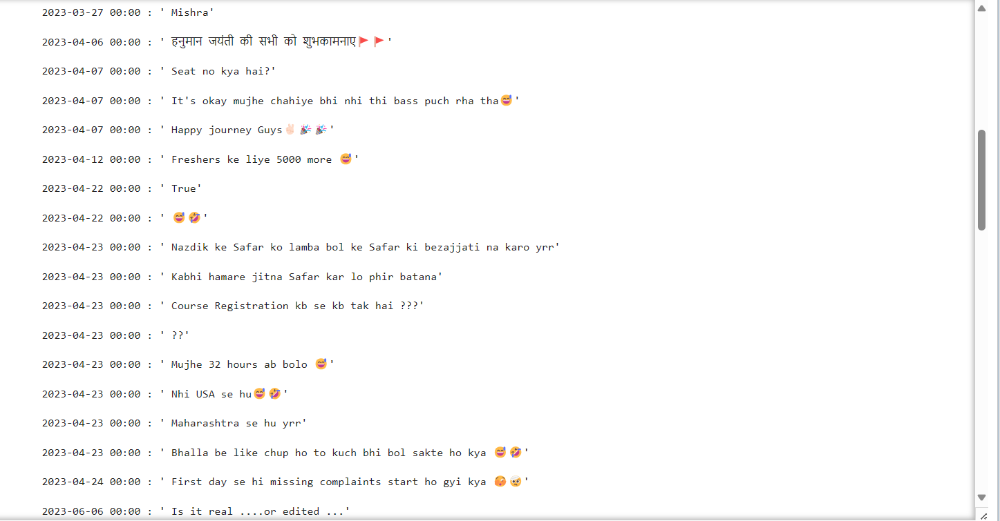 2023-03-27 00:00 : ' Mishra'
2023-04-06 00:00 : ' हनुमान जयंती की सभी को शुभकामनाए🚩🚩'
2023-04-07 00:00 : ' Seat no kya hai?'
2023-04-07 00:00 : ' It's okay mujhe chahiye bhi nhi thi bass puch rha tha😅'
2023-04-07 00:00 : ' Happy journey Guys✌🏻🎉🎉'
2023-04-12 00:00 : ' Freshers ke liye 5000 more 😅'
2023-04-22 00:00 : ' True'
2023-04-22 00:00 : ' 😅🤣'
2023-04-23 00:00 : ' Nazdik ke Safar ko lamba bol ke Safar ki bezajjati na karo yrr'
2023-04-23 00:00 : ' Kabhi hamare jitna Safar kar lo phir batana'
2023-04-23 00:00 : ' Course Registration kb se kb tak hai ???'
2023-04-23 00:00 : ' ??'
2023-04-23 00:00 : ' Mujhe 32 hours ab bolo 😅'
2023-04-23 00:00 : ' Nhi USA se hu😅🤣'
2023-04-23 00:00 : ' Maharashtra se hu yrr'
2023-04-23 00:00 : ' Bhalla be like chup ho to kuch bhi bol sakte ho kya 😅🤣'
2023-04-24 00:00 : ' First day se hi missing complaints start ho gyi kya 🫣🤕'
2023-06-06 00:00 : ' Is it real ....or edited ...'